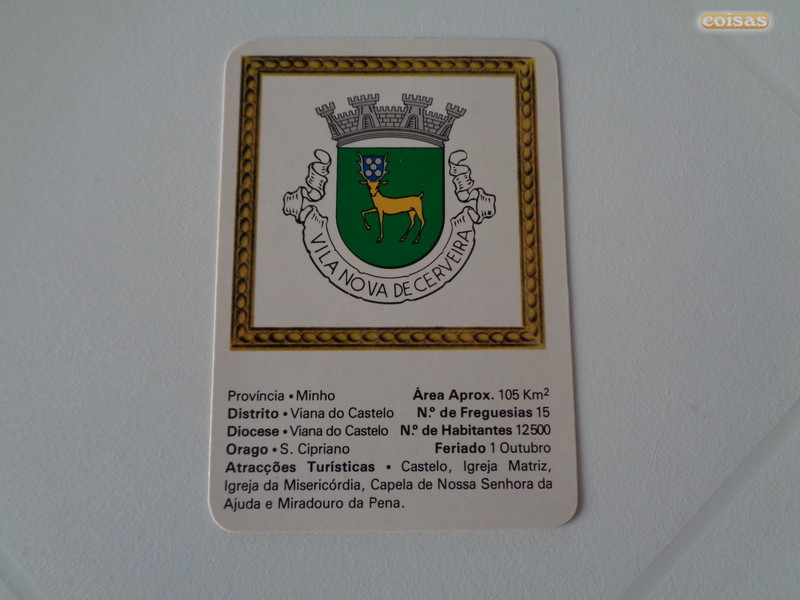 coisas
VILA NOVA DE CERVEIRA
Província • Minho Área Aprox. 105 Km²
Distrito • Viana do Castelo N.º de Freguesias 15
Diocese • Viana do Castelo N.º de Habitantes 12500
Orago • S. Cipriano Feriado 1 Outubro
Atracções Turísticas • Castelo, Igreja Matriz,
Igreja da Misericórdia, Capela de Nossa Senhora da
Ajuda e Miradouro da Pena.